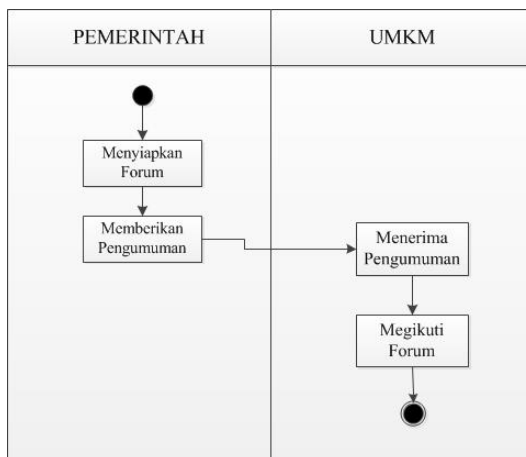 PEMERINTAH
UMKM
Menyiapkan
Forum
Memberikan
Pengumuman
Menerima
Pengumuman
Megikuti
Forum